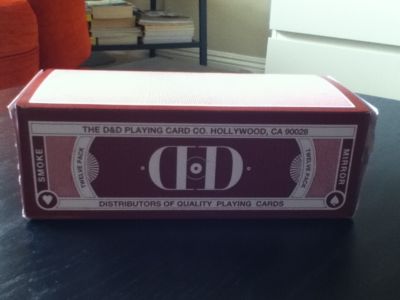 THE D&D PLAYING CARD CO. HOLLYWOOD, CA 90028
SMOKE
TWELVE PACK
D&D
TWELVE PACK
MIRROR
DISTRIBUTORS OF QUALITY PLAYING CARDS